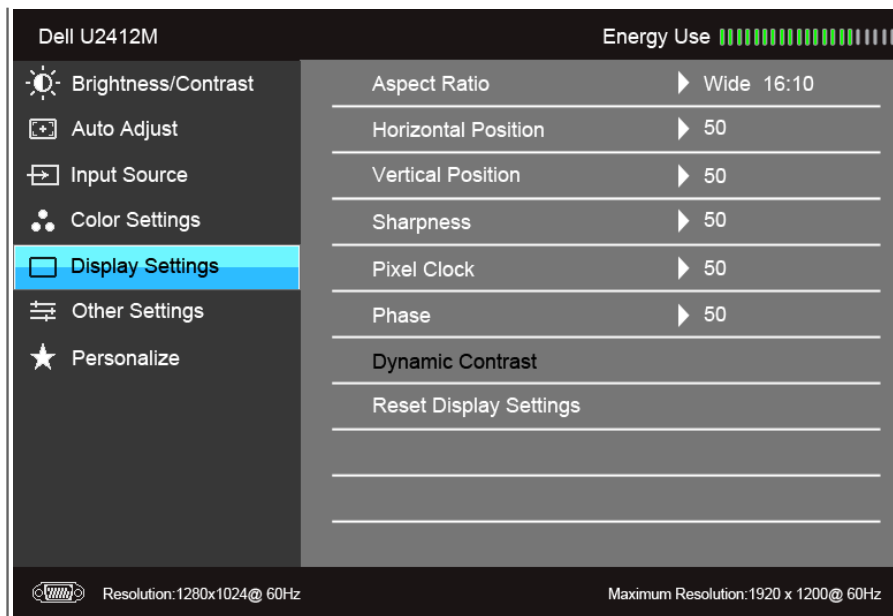 Dell U2412M Energy Use
Brightness/Contrast
Auto Adjust
Input Source
Color Settings
Display Settings
Other Settings
Personalize
Aspect Ratio Wide 16:10
Horizontal Position 50
Vertical Position 50
Sharpness 50
Pixel Clock 50
Phase 50
Dynamic Contrast
Reset Display Settings
Resolution:1280x1024@ 60Hz Maximum Resolution:1920 x 1200@ 60Hz